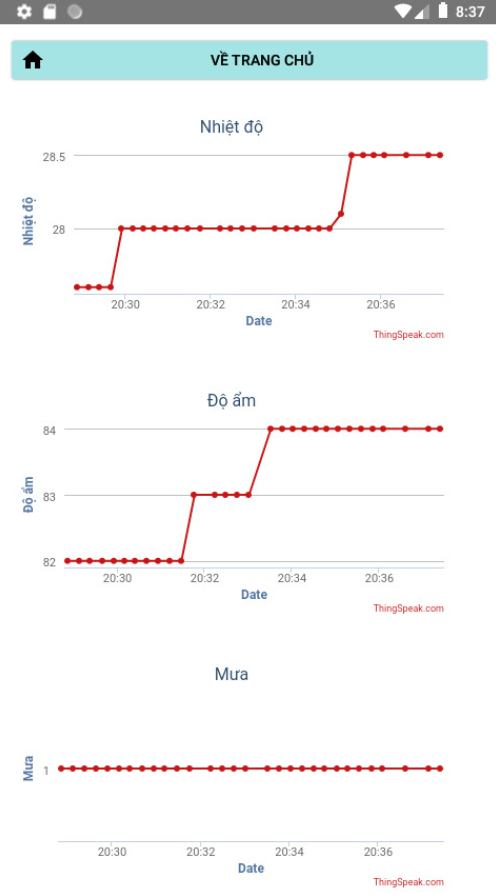 8:37
VỀ TRANG CHỦ
Nhiệt độ
28.5
28
Nhiệt độ
20:30 20:32 20:34 20:36
Date
ThingSpeak.com
Độ ẩm
84
83
82
Độ ẩm
20:30 20:32 20:34 20:36
Date
ThingSpeak.com
Mưa
1
Mưa
20:30 20:32 20:34 20:36
Date
ThingSpeak.com